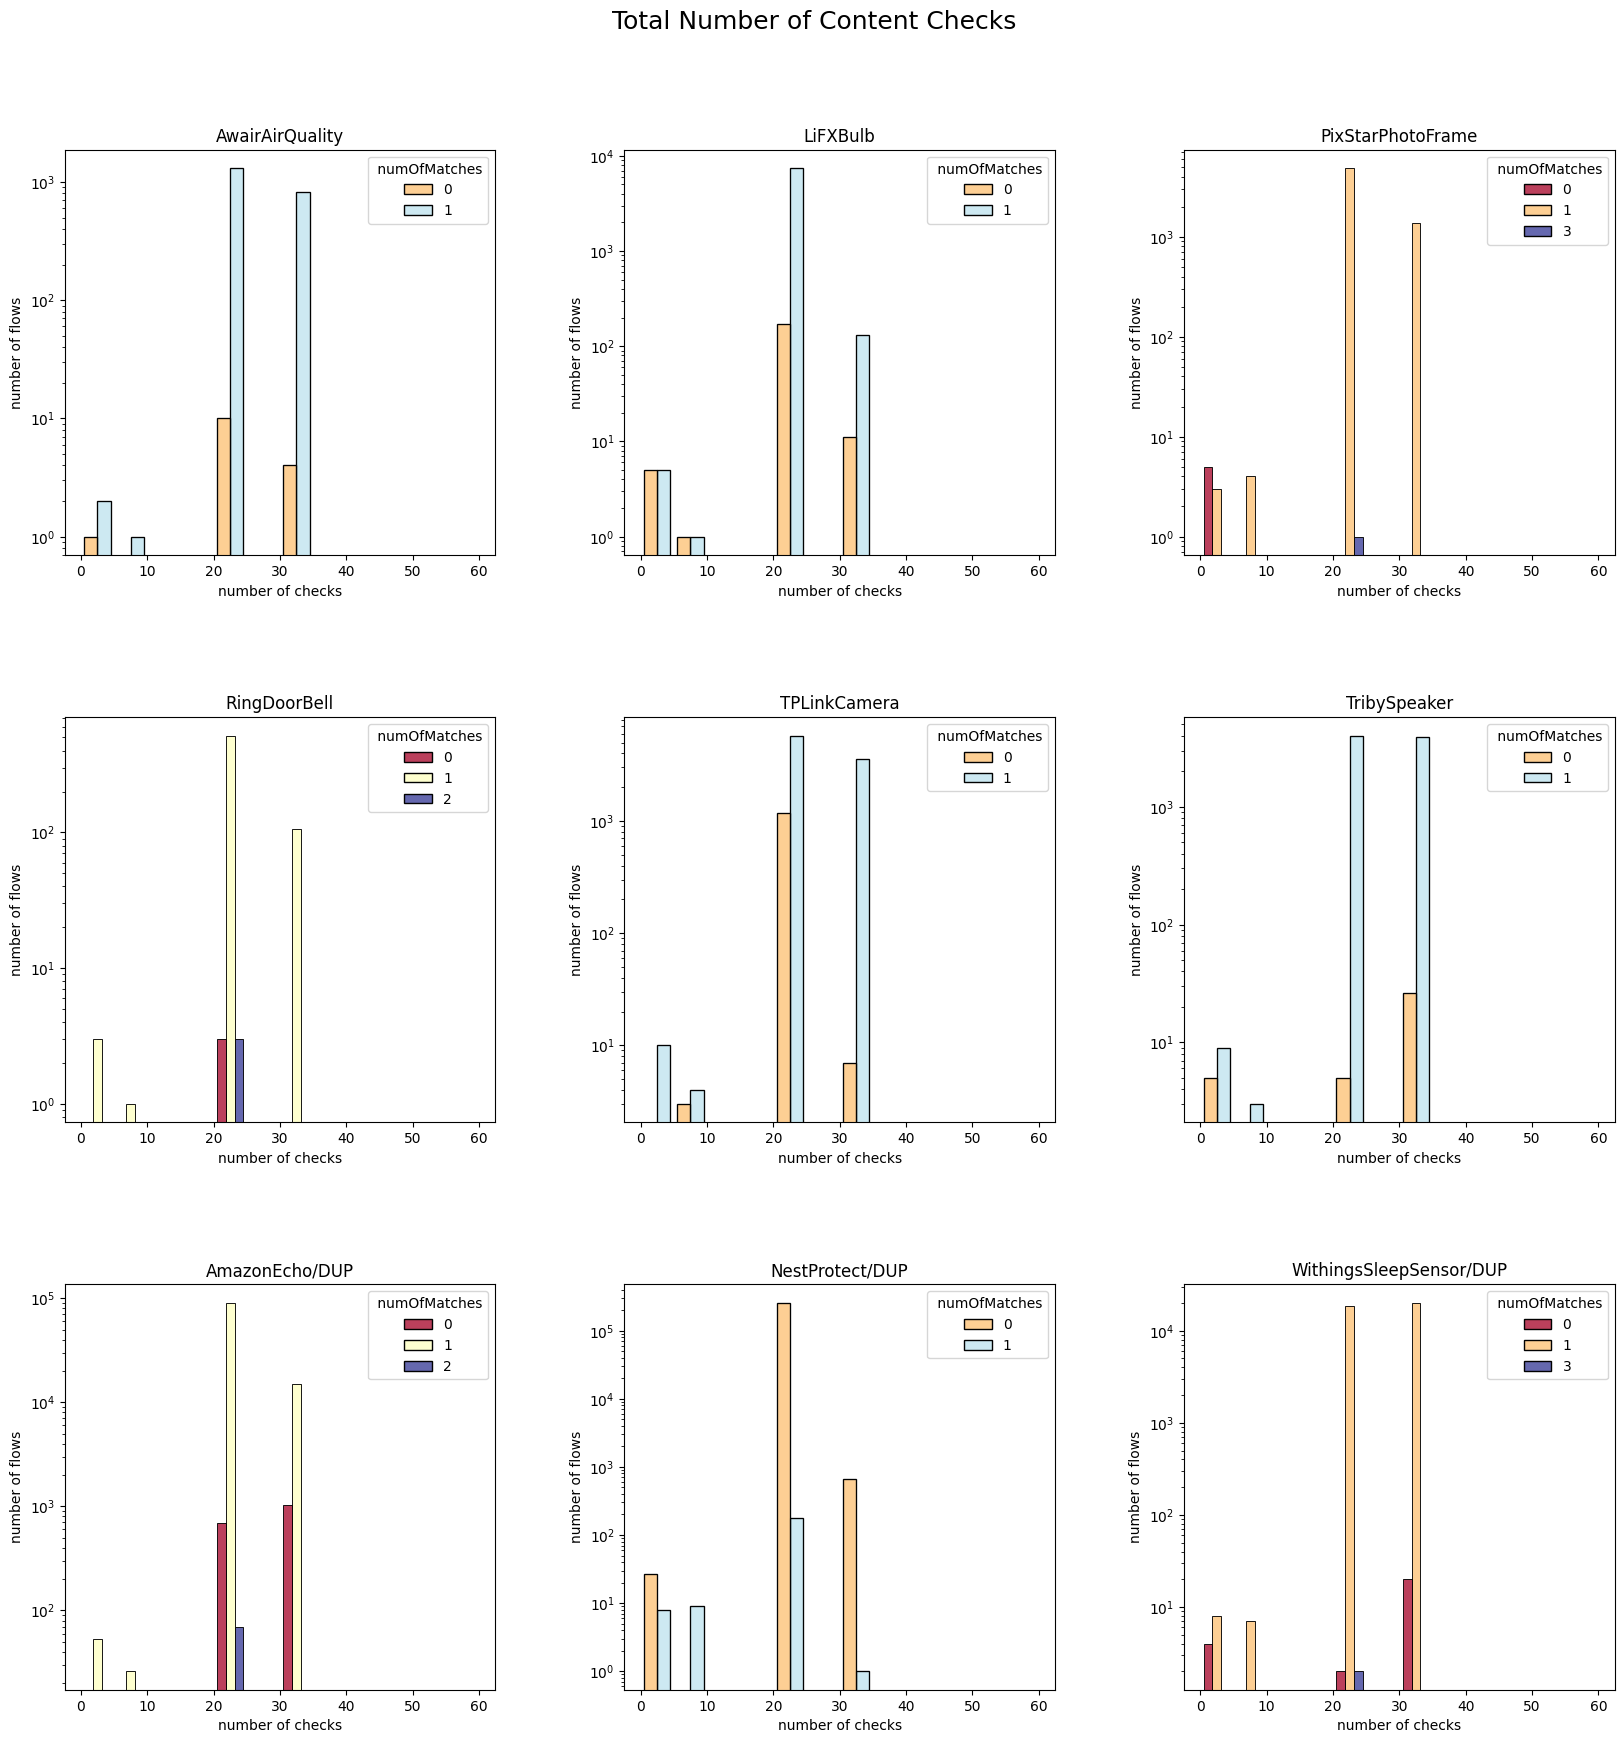 Total Number of Content Checks
AwairAirQuality
numOfMatches
0
1
10³
10²
10¹
10⁰
number of flows
0 10 20 30 40 50 60
number of checks
LiFXBulb
numOfMatches
0
1
10⁴
10³
10²
10¹
10⁰
number of flows
0 10 20 30 40 50 60
number of checks
PixStarPhotoFrame
numOfMatches
0
1
3
10³
10²
10¹
10⁰
number of flows
0 10 20 30 40 50 60
number of checks
RingDoorBell
numOfMatches
0
1
2
10²
10¹
10⁰
number of flows
0 10 20 30 40 50 60
number of checks
TPLinkCamera
numOfMatches
0
1
10³
10²
10¹
number of flows
0 10 20 30 40 50 60
number of checks
TribySpeaker
numOfMatches
0
1
10³
10²
10¹
number of flows
0 10 20 30 40 50 60
number of checks
AmazonEcho/DUP
numOfMatches
0
1
2
10⁵
10⁴
10³
10²
number of flows
0 10 20 30 40 50 60
number of checks
NestProtect/DUP
numOfMatches
0
1
10⁵
10⁴
10³
10²
10¹
10⁰
number of flows
0 10 20 30 40 50 60
number of checks
WithingsSleepSensor/DUP
numOfMatches
0
1
3
10⁴
10³
10²
10¹
number of flows
0 10 20 30 40 50 60
number of checks